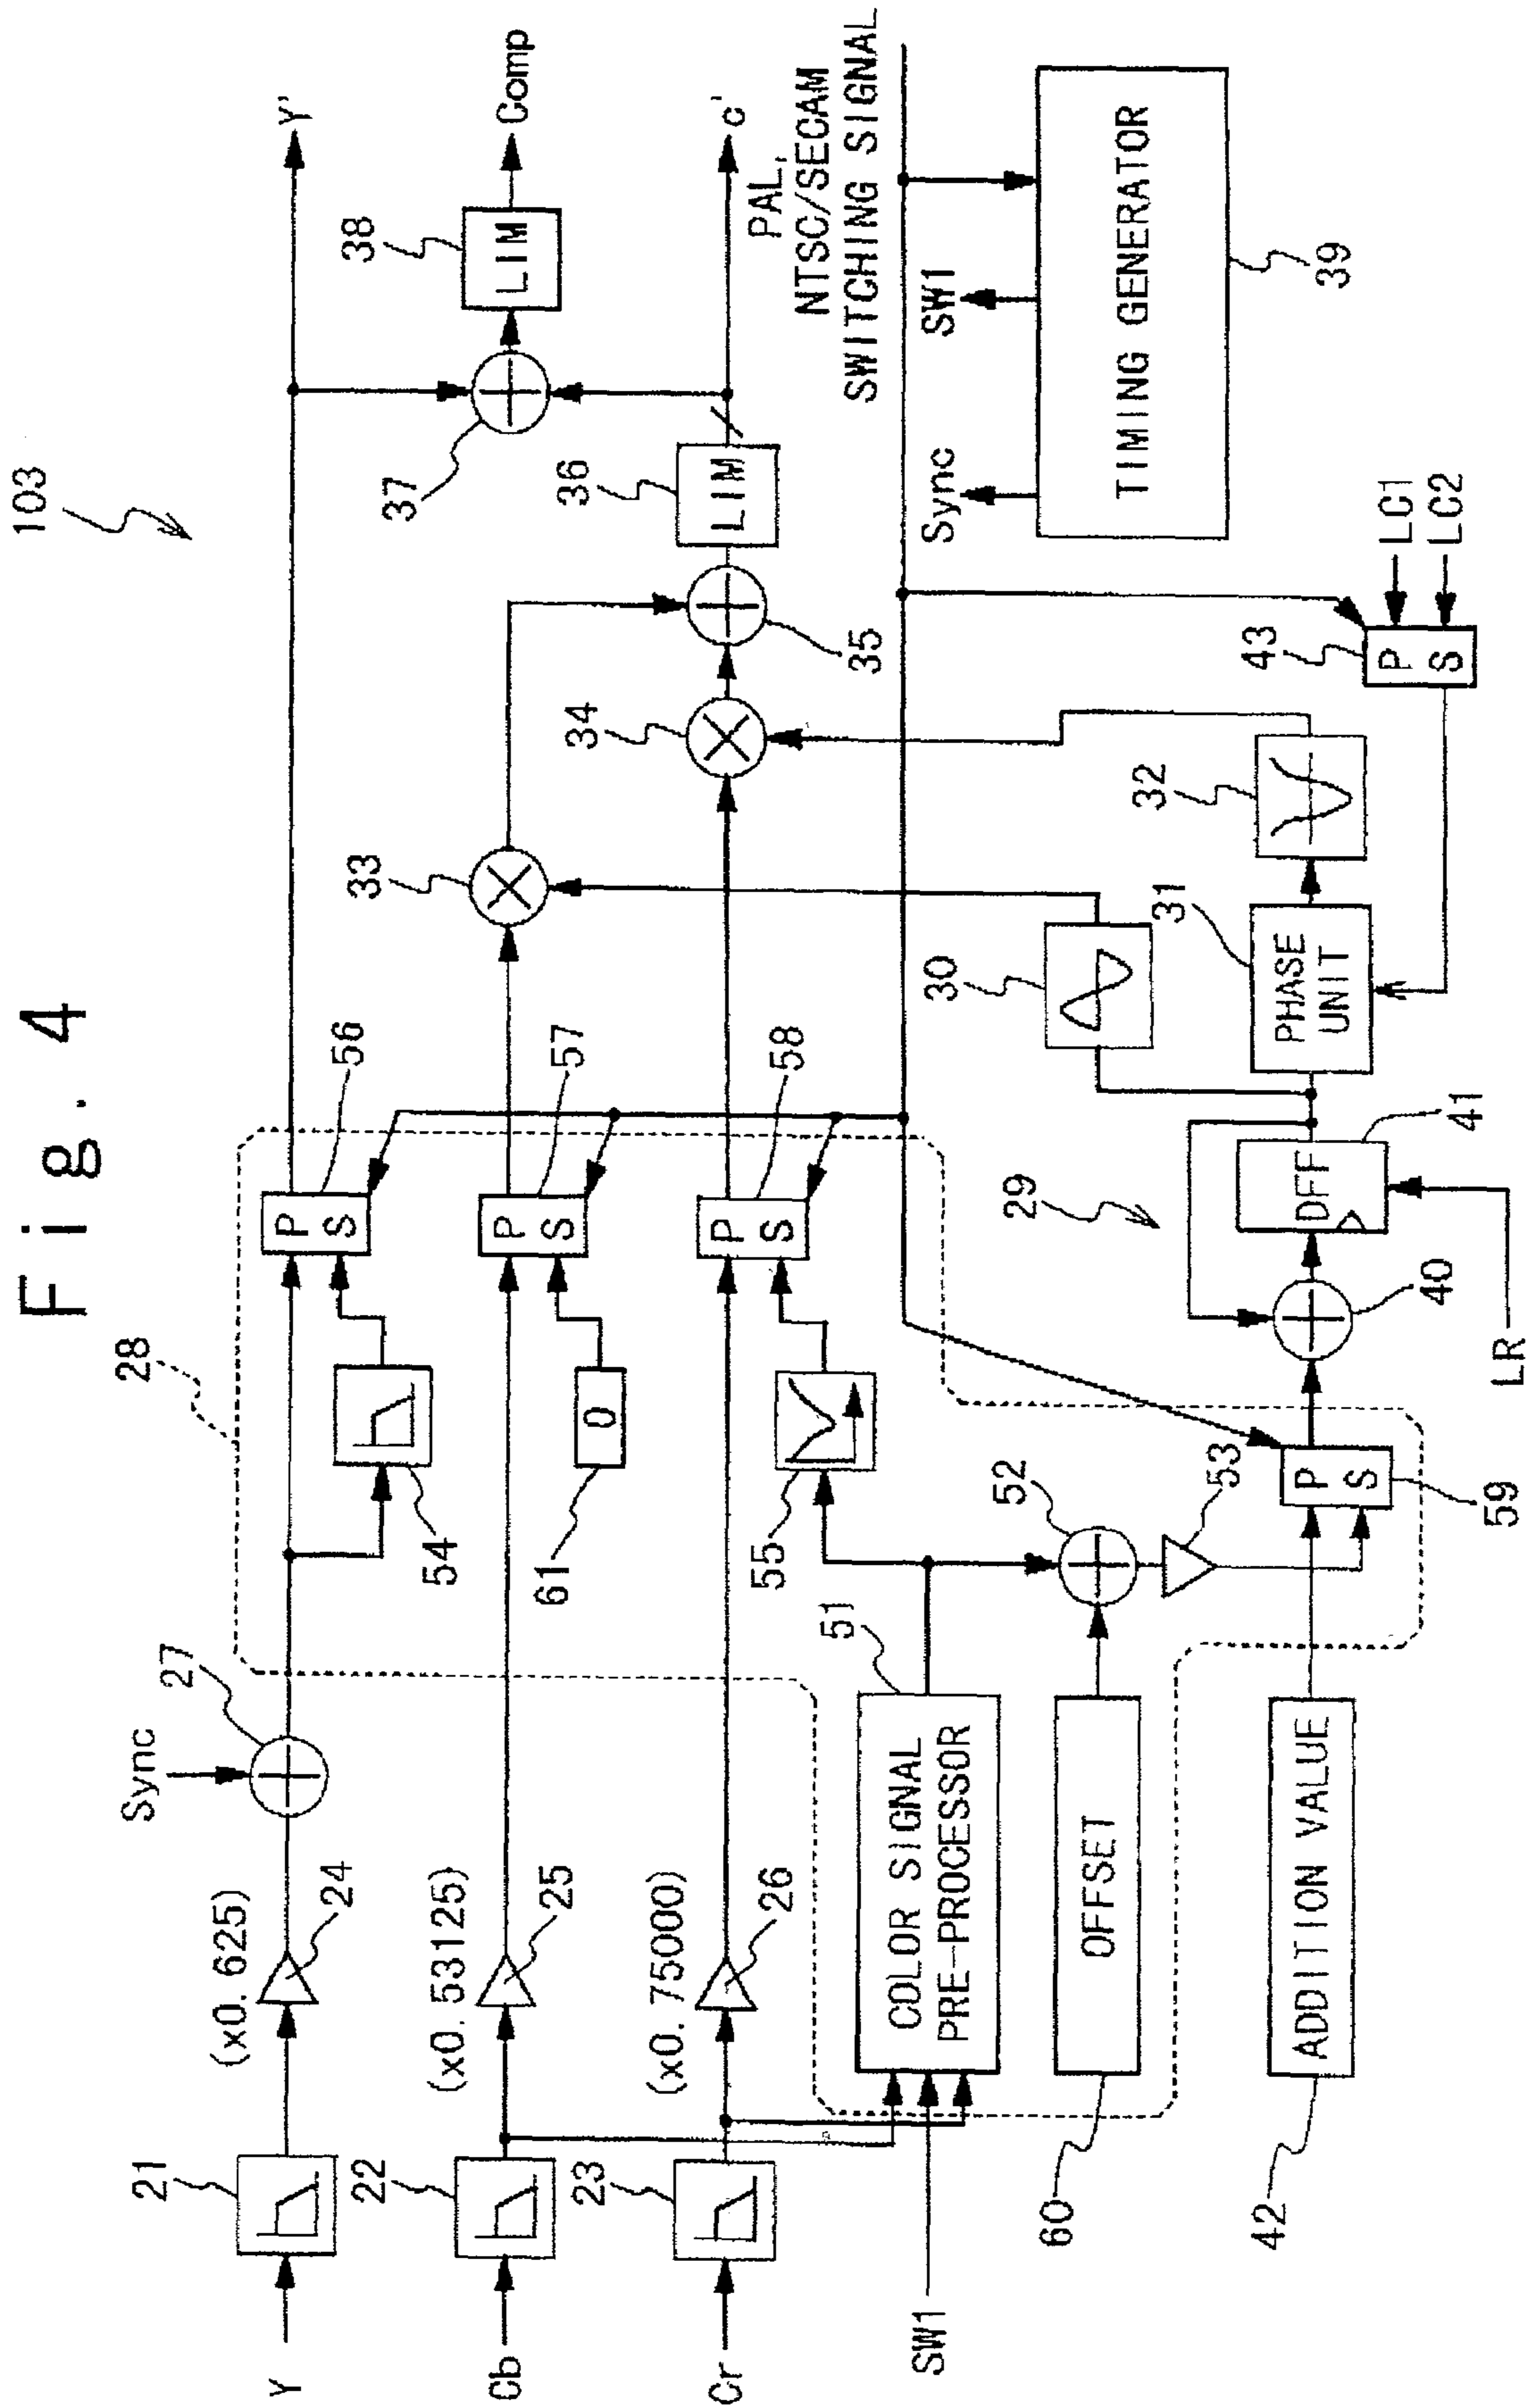 Fig. 4
103
Y
21
(x0. 625)
24
Sync
27
28
54
P
S
56
Y'
37
LIM
38
Comp
Cb
22
(x0. 53125)
25
0
61
P
S
57
33
Cr
23
(x0. 75000)
26
55
P
S
58
34
35
LIM
36
c'
PAL,
NTSC/SECAM
SWITCHING SIGNAL
SW1
COLOR SIGNAL
PRE-PROCESSOR
51
OFFSET
60
52
53
ADDITION VALUE
42
P
S
59
29
40
DFF
41
LR
30
PHASE
UNIT
31
32
P
S
43
LC1
LC2
Sync
SW1
TIMING GENERATOR
39